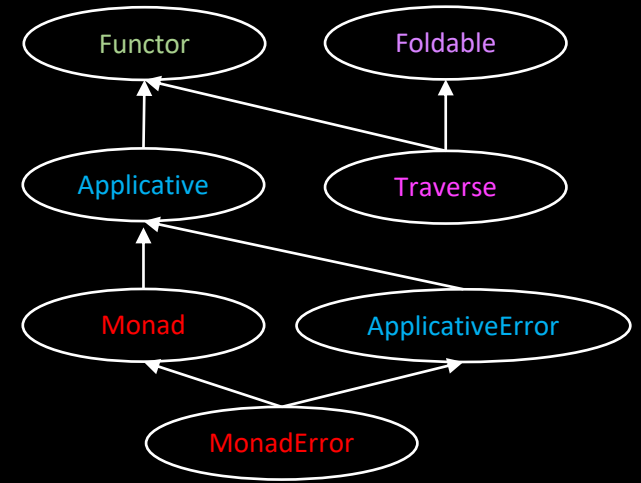 Functor
Foldable
Applicative
Traverse
Monad
ApplicativeError
MonadError